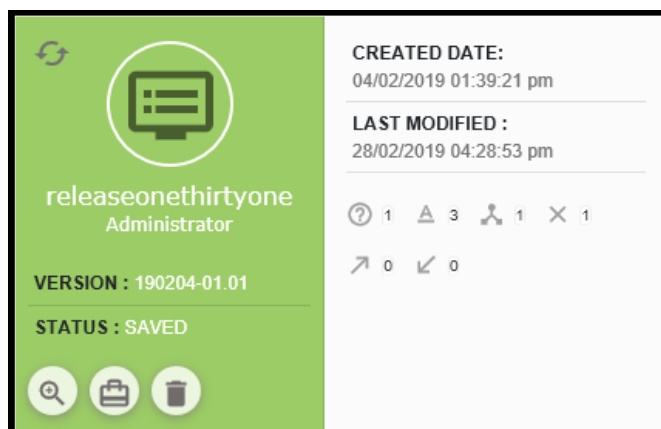 releaseonethirtyone
Administrator
VERSION : 190204-01.01
STATUS : SAVED
CREATED DATE:
04/02/2019 01:39:21 pm
LAST MODIFIED :
28/02/2019 04:28:53 pm
1 3 1 1
0 0